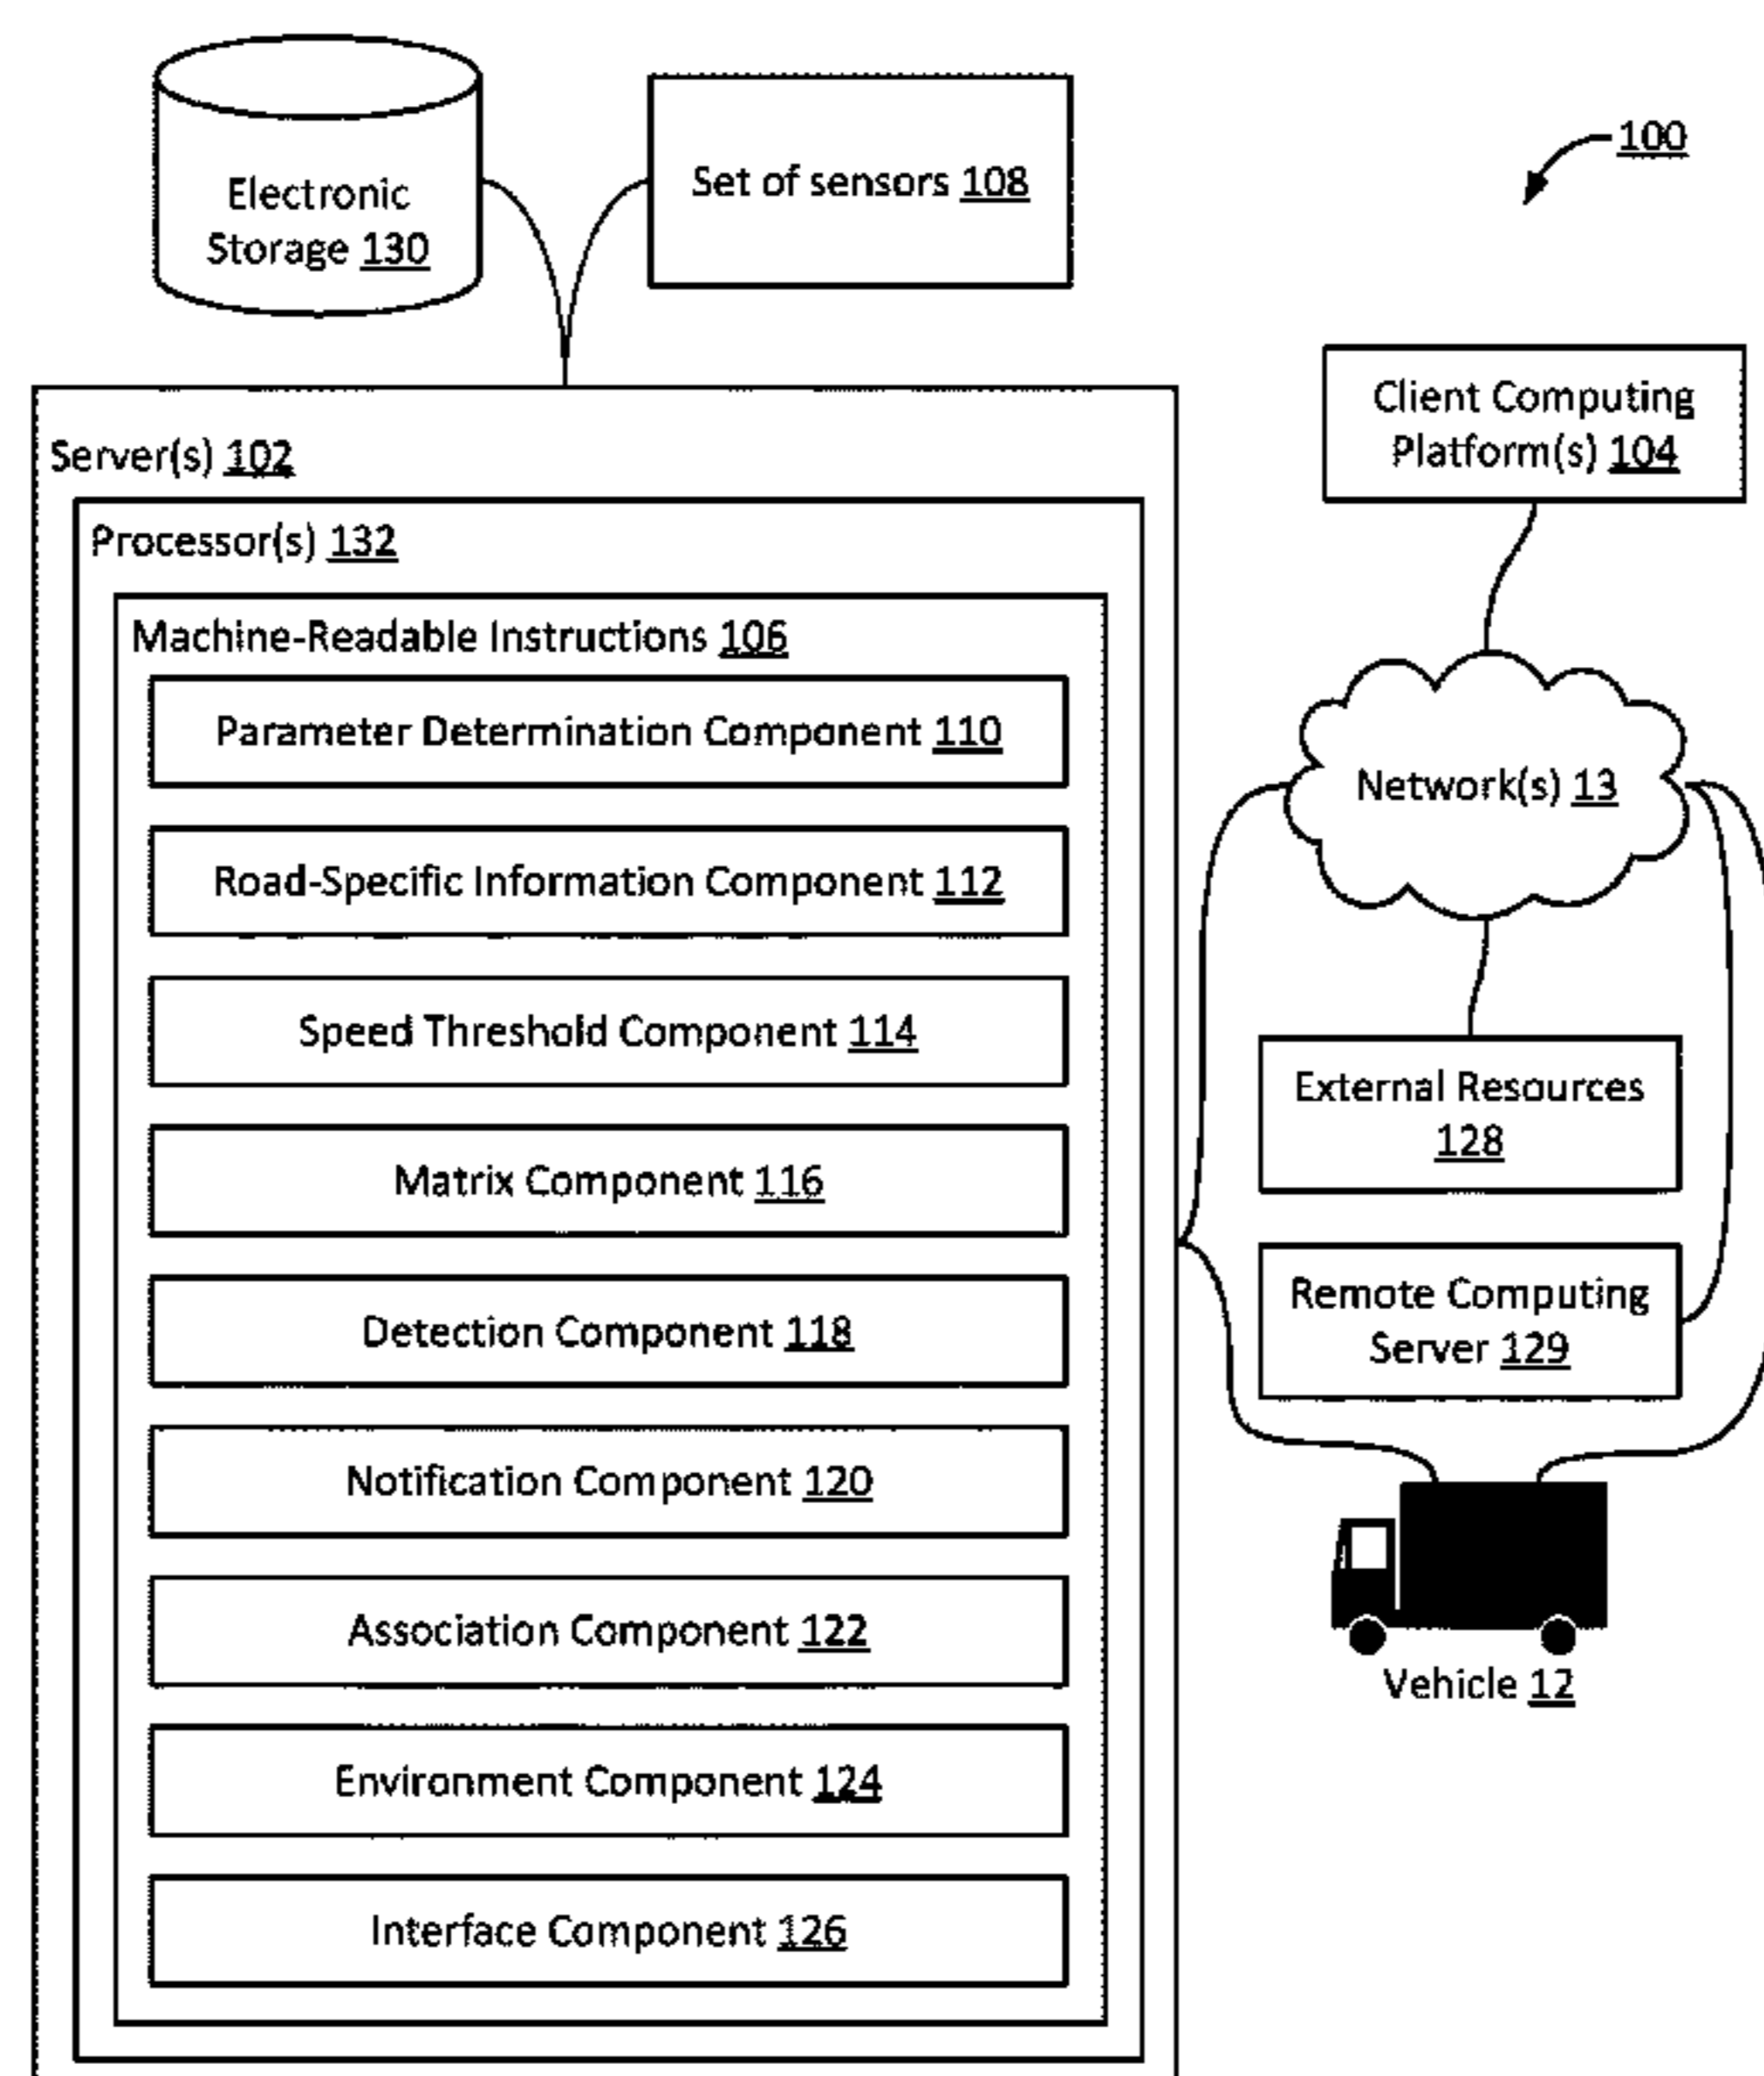 Electronic
Storage 130
Set of sensors 108
100
Client Computing
Platform(s) 104
Server(s) 102
Processor(s) 132
Machine-Readable Instructions 106
Parameter Determination Component 110
Road-Specific Information Component 112
Speed Threshold Component 114
Matrix Component 116
Detection Component 118
Notification Component 120
Association Component 122
Environment Component 124
Interface Component 126
Network(s) 13
External Resources
128
Remote Computing
Server 129
Vehicle 12